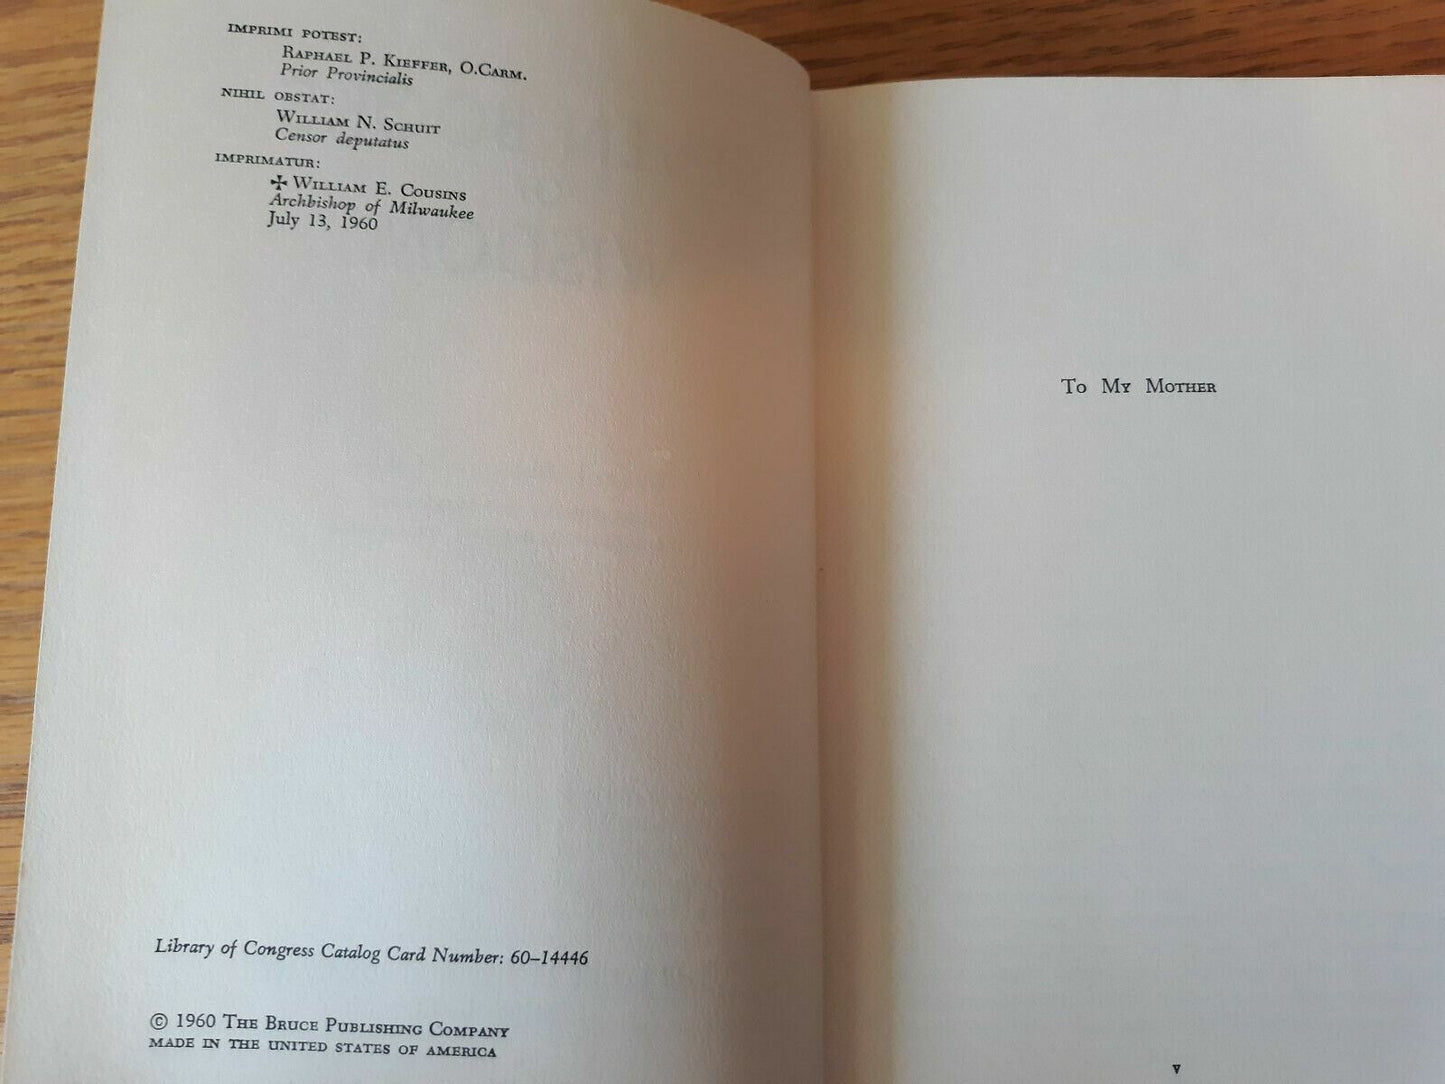 IMPRIMI POTEST:
RAPHAEL P. KIEFFER, O.CARM.
Prior Provincialis
NIHIL OBSTAT:
WILLIAM N. SCHUIT
Censor deputatus
IMPRIMATUR:
✠ WILLIAM E. COUSINS
Archbishop of Milwaukee
July 13, 1960
Library of Congress Catalog Card Number: 60–14446
© 1960 THE BRUCE PUBLISHING COMPANY
MADE IN THE UNITED STATES OF AMERICA
TO MY MOTHER
v